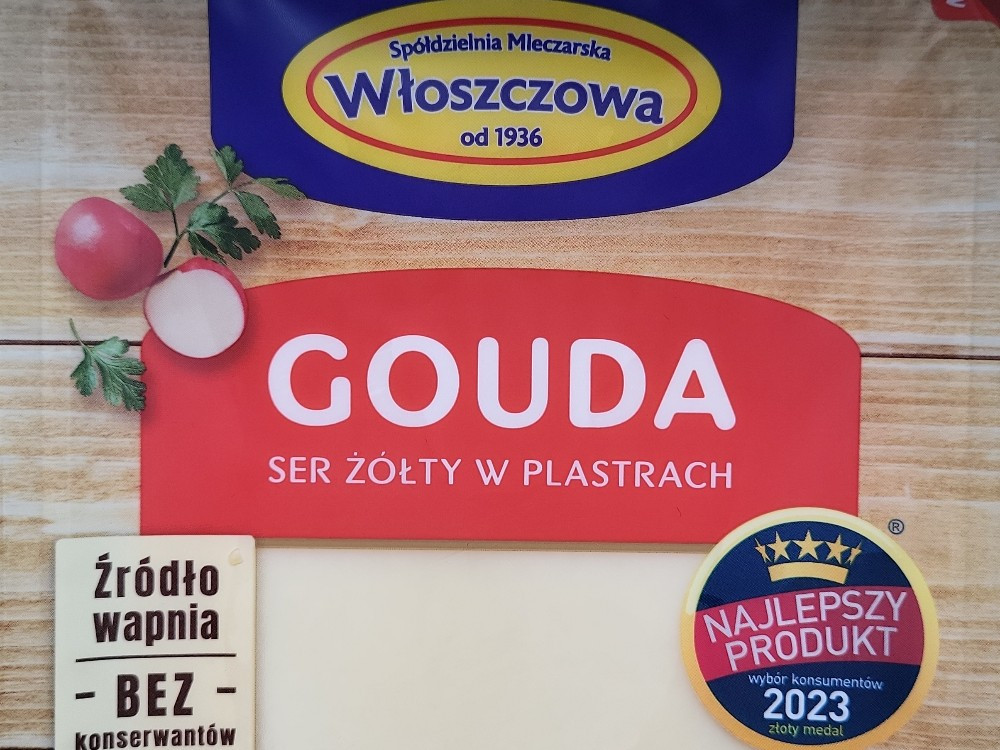 Spółdzielnia Mleczarska
Włoszczowa
od 1936
GOUDA
SER ŻÓŁTY W PLASTRACH
®
Źródło
wapnia
- BEZ -
konserwantów
NAJLEPSZY
PRODUKT
wybór konsumentów
2023
złoty medal